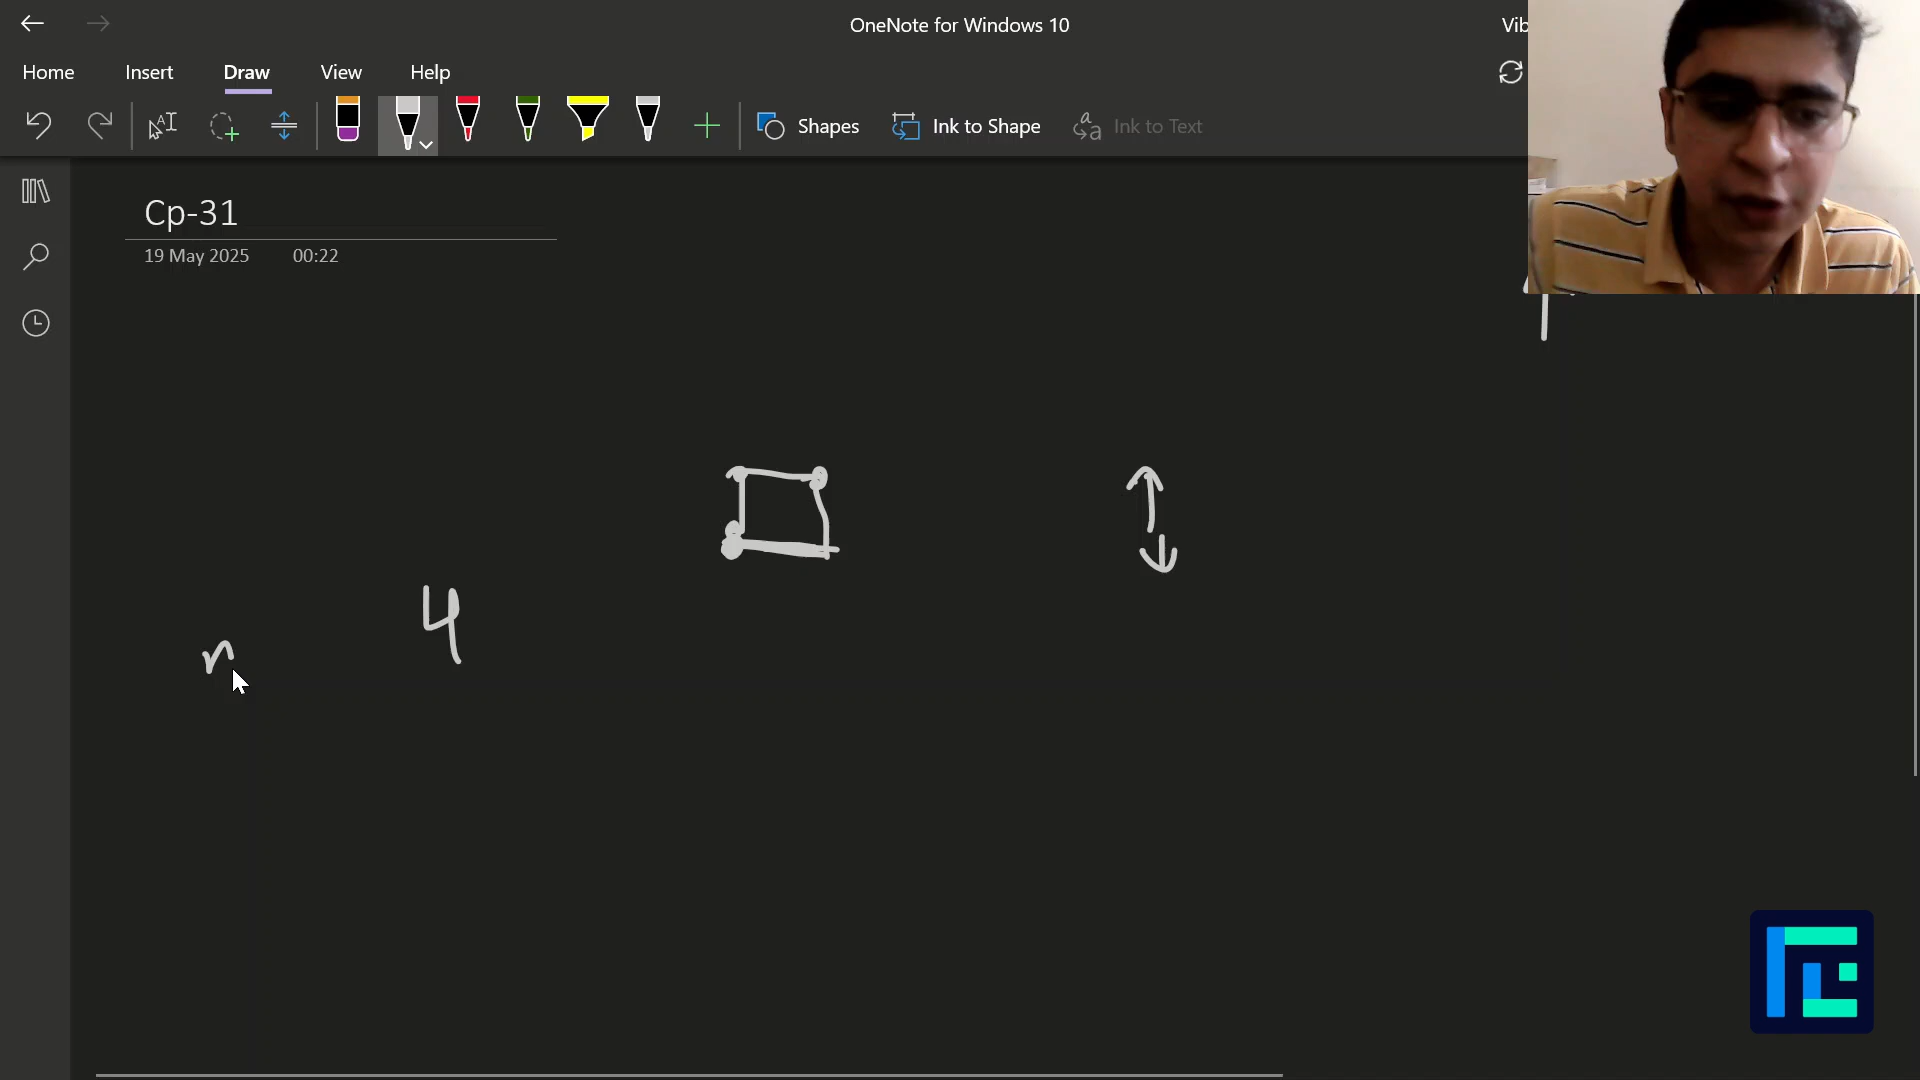 OneNote for Windows 10
Vib
Home Insert Draw View Help
Shapes Ink to Shape Ink to Text
Cp-31
19 May 2025 00:22
4
n